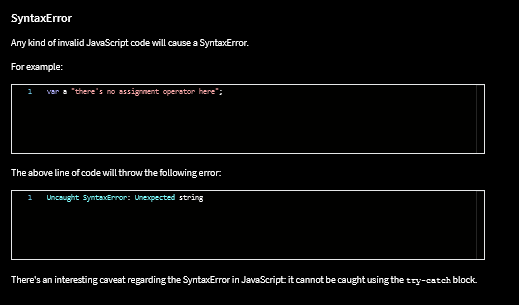 SyntaxError
Any kind of invalid JavaScript code will cause a SyntaxError.
For example:
1 var a "there's no assignment operator here";
The above line of code will throw the following error:
1 Uncaught SyntaxError: Unexpected string
There's an interesting caveat regarding the SyntaxError in JavaScript: it cannot be caught using the try-catch block.